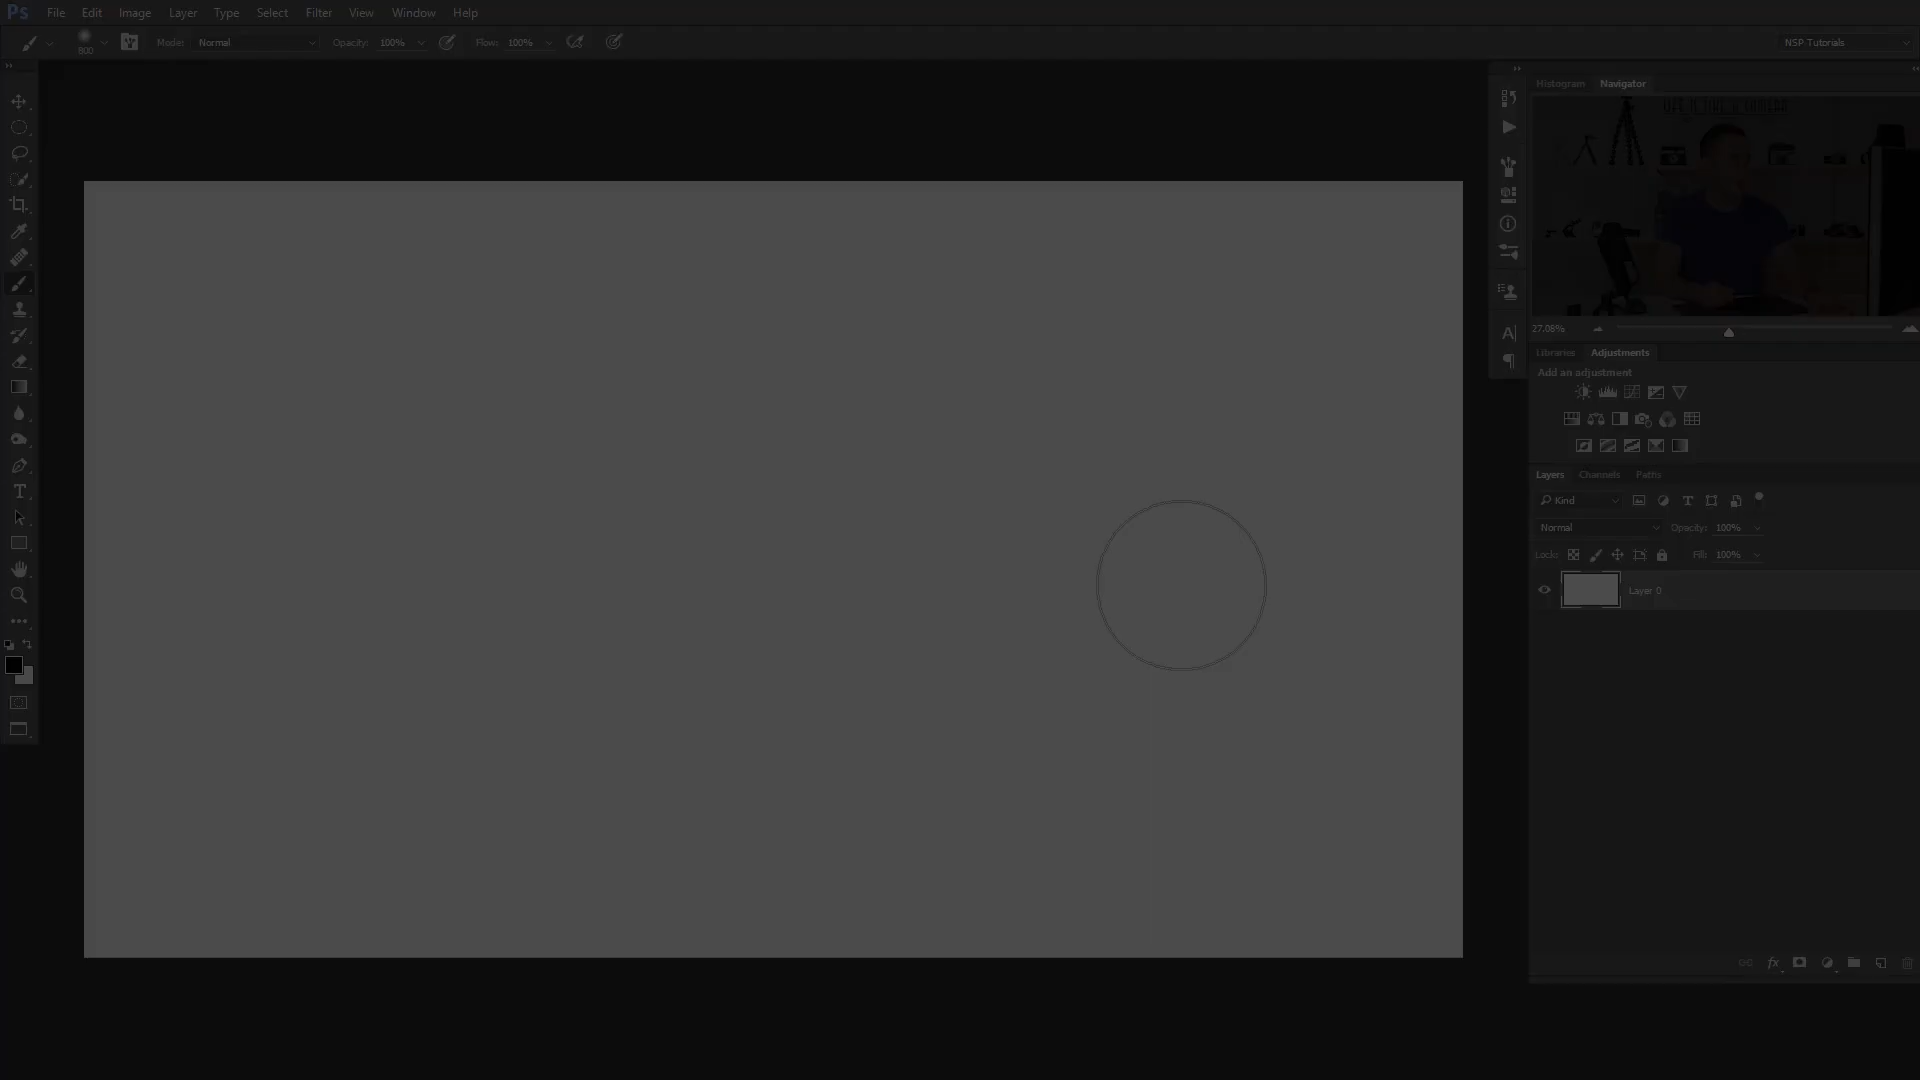 Ps File Edit Image Layer Type Select Filter View Window Help
800 Mode: Normal Opacity: 100% Flow: 100% NSP Tutorials
Histogram Navigator
27.08%
Libraries Adjustments
Add an adjustment
Layers Channels Paths
Kind
Normal Opacity: 100%
Lock: Fill: 100%
Layer 0
fx